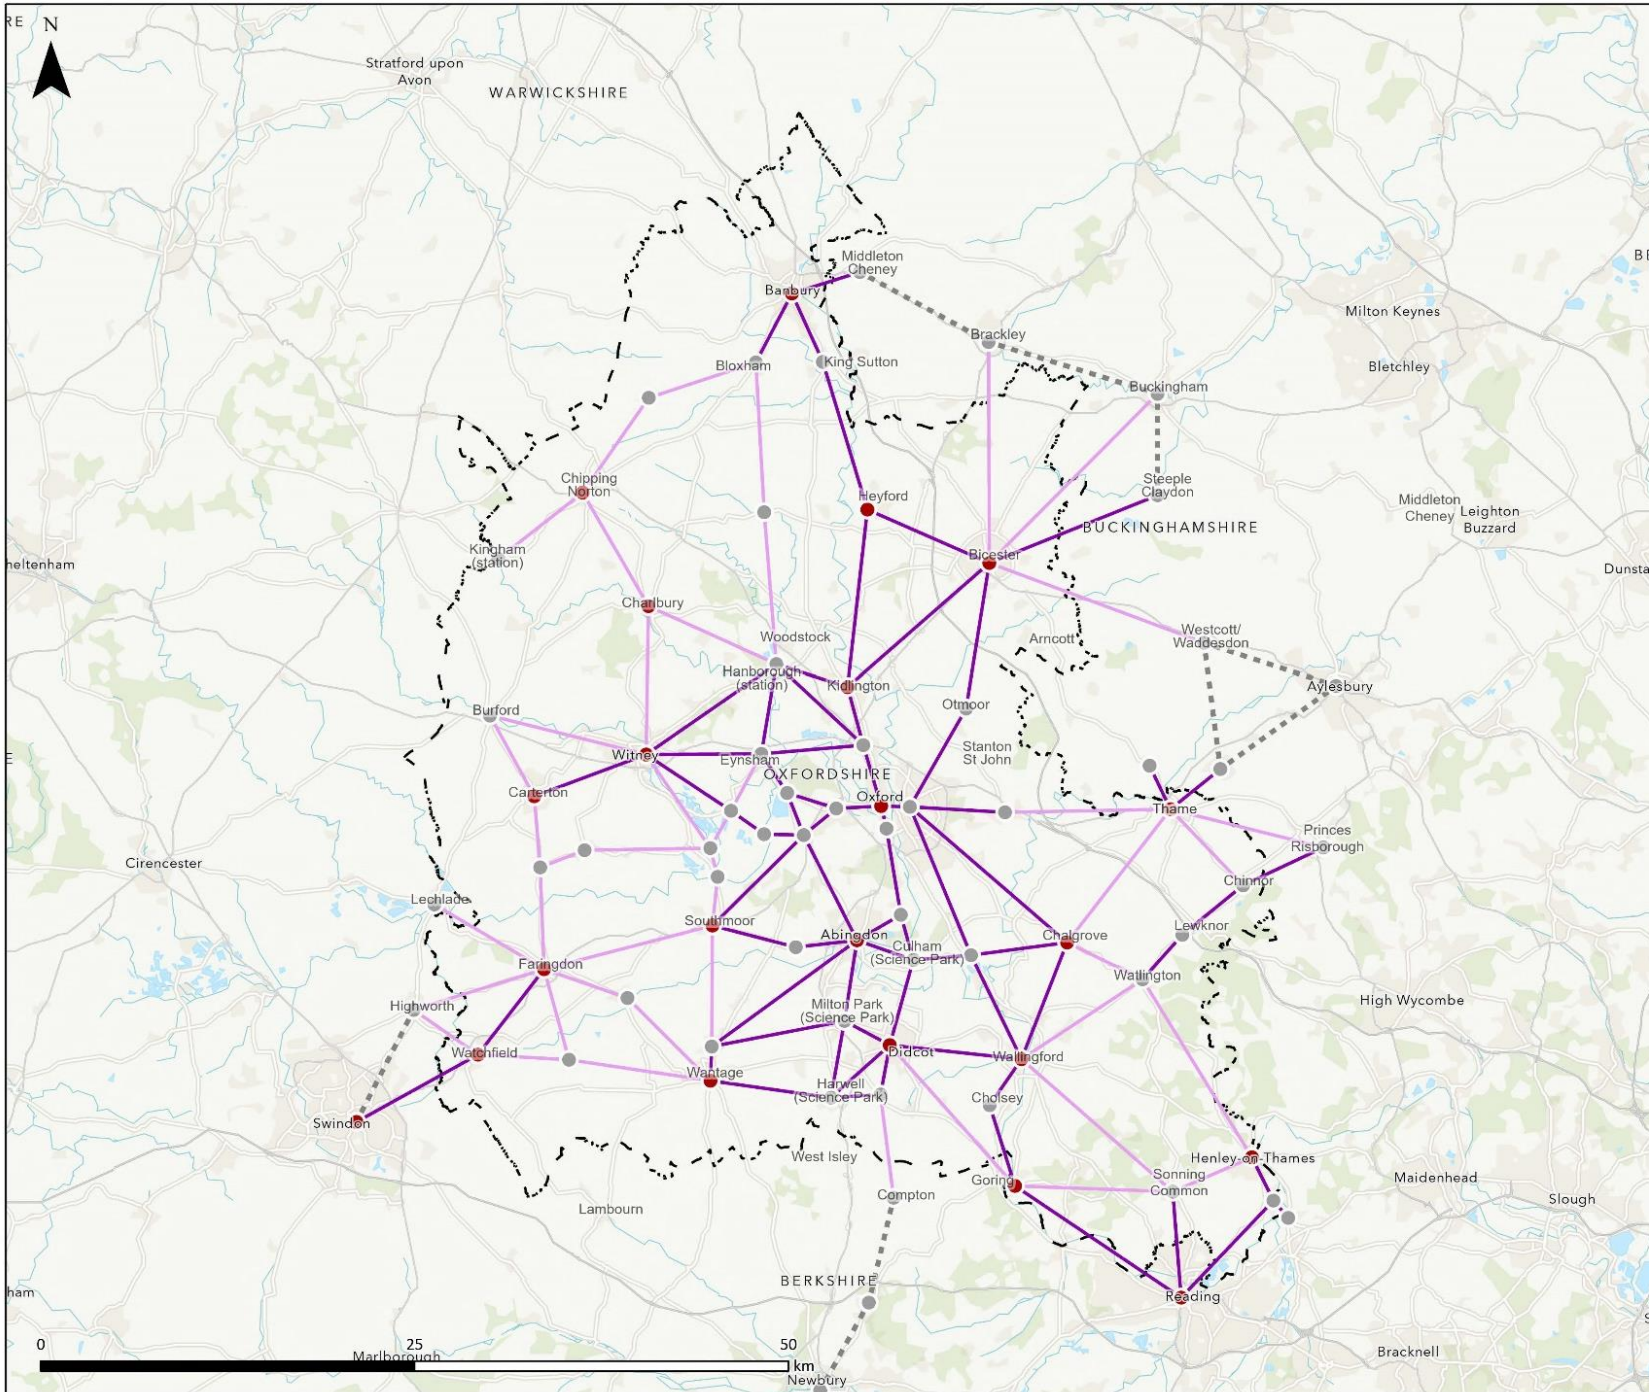 RE
N
Stratford upon
Avon
WARWICKSHIRE
Middleton
Cheney
BE
Banbury
Milton Keynes
Brackley
Bloxham
King Sutton
Bletchley
Buckingham
Chipping
Norton
Heyford
Steeple
Claydon
Middleton
Cheney
Leighton
Buzzard
BUCKINGHAMSHIRE
Kingham
(station)
Bicester
heltenham
Dunsta
Charlbury
Woodstock
Arncott
Westcott/
Waddesdon
Hanborough
(station)
Kidlington
Aylesbury
Burford
Otmoor
E
Witney
Eynsham
Stanton
St John
OXFORDSHIRE
Carterton
Oxford
Thame
Princes
Risborough
Cirencester
Chinnor
Lechlade
Southmoor
Abingdon
Culham
(Science Park)
Chalgrove
Lewknor
Faringdon
Watlington
Highworth
Milton Park
(Science Park)
High Wycombe
Watchfield
Didcot
Wallingford
Wantage
Harwell
(Science Park)
Cholsey
Swindon
West Isley
Henley-on-Thames
Goring
Sonning
Common
Maidenhead
Compton
Slough
Lambourn
BERKSHIRE
ham
Reading
S
0
25
50
km
Marlborough
Newbury
Bracknell